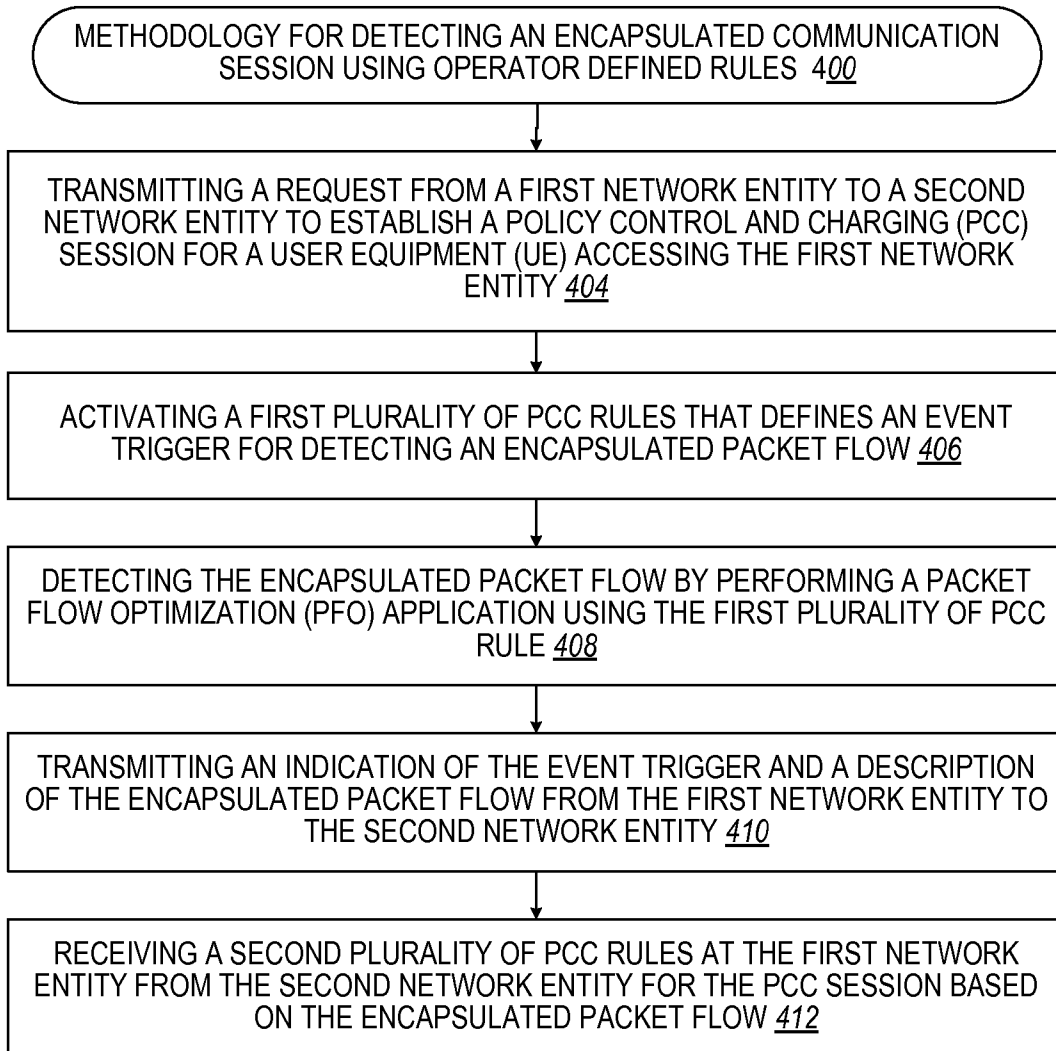 METHODOLOGY FOR DETECTING AN ENCAPSULATED COMMUNICATION
SESSION USING OPERATOR DEFINED RULES 400
TRANSMITTING A REQUEST FROM A FIRST NETWORK ENTITY TO A SECOND
NETWORK ENTITY TO ESTABLISH A POLICY CONTROL AND CHARGING (PCC)
SESSION FOR A USER EQUIPMENT (UE) ACCESSING THE FIRST NETWORK
ENTITY 404
ACTIVATING A FIRST PLURALITY OF PCC RULES THAT DEFINES AN EVENT
TRIGGER FOR DETECTING AN ENCAPSULATED PACKET FLOW 406
DETECTING THE ENCAPSULATED PACKET FLOW BY PERFORMING A PACKET
FLOW OPTIMIZATION (PFO) APPLICATION USING THE FIRST PLURALITY OF PCC
RULE 408
TRANSMITTING AN INDICATION OF THE EVENT TRIGGER AND A DESCRIPTION
OF THE ENCAPSULATED PACKET FLOW FROM THE FIRST NETWORK ENTITY TO
THE SECOND NETWORK ENTITY 410
RECEIVING A SECOND PLURALITY OF PCC RULES AT THE FIRST NETWORK
ENTITY FROM THE SECOND NETWORK ENTITY FOR THE PCC SESSION BASED
ON THE ENCAPSULATED PACKET FLOW 412